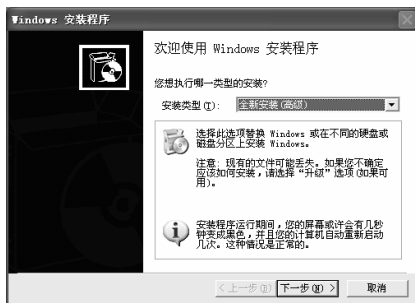 Windows 安装程序
欢迎使用 Windows 安装程序
您想执行哪一类型的安装?
安装类型(T): 全新安装(高级)
选择此选项替换 Windows 或在不同的硬盘或
磁盘分区上安装 Windows。
注意: 现有的文件可能丢失。如果您不确定
应该如何安装,请选择“升级”选项(如果可
用)。
安装程序运行期间,您的屏幕或许会有几秒
钟变成黑色,并且您的计算机自动重新启动
几次。这种情况是正常的。
<上一步(B) 下一步(N) > 取消